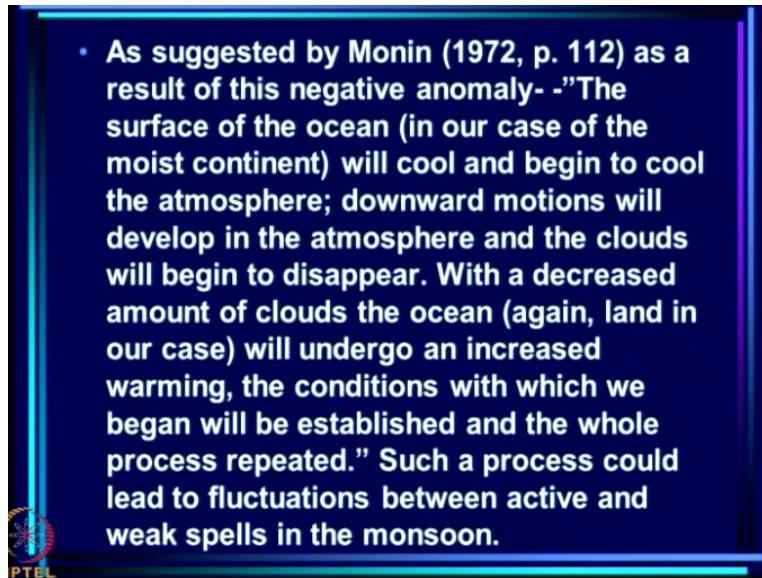 • As suggested by Monin (1972, p. 112) as a
result of this negative anomaly- -”The
surface of the ocean (in our case of the
moist continent) will cool and begin to cool
the atmosphere; downward motions will
develop in the atmosphere and the clouds
will begin to disappear. With a decreased
amount of clouds the ocean (again, land in
our case) will undergo an increased
warming, the conditions with which we
began will be established and the whole
process repeated.” Such a process could
lead to fluctuations between active and
weak spells in the monsoon.
IPTEL